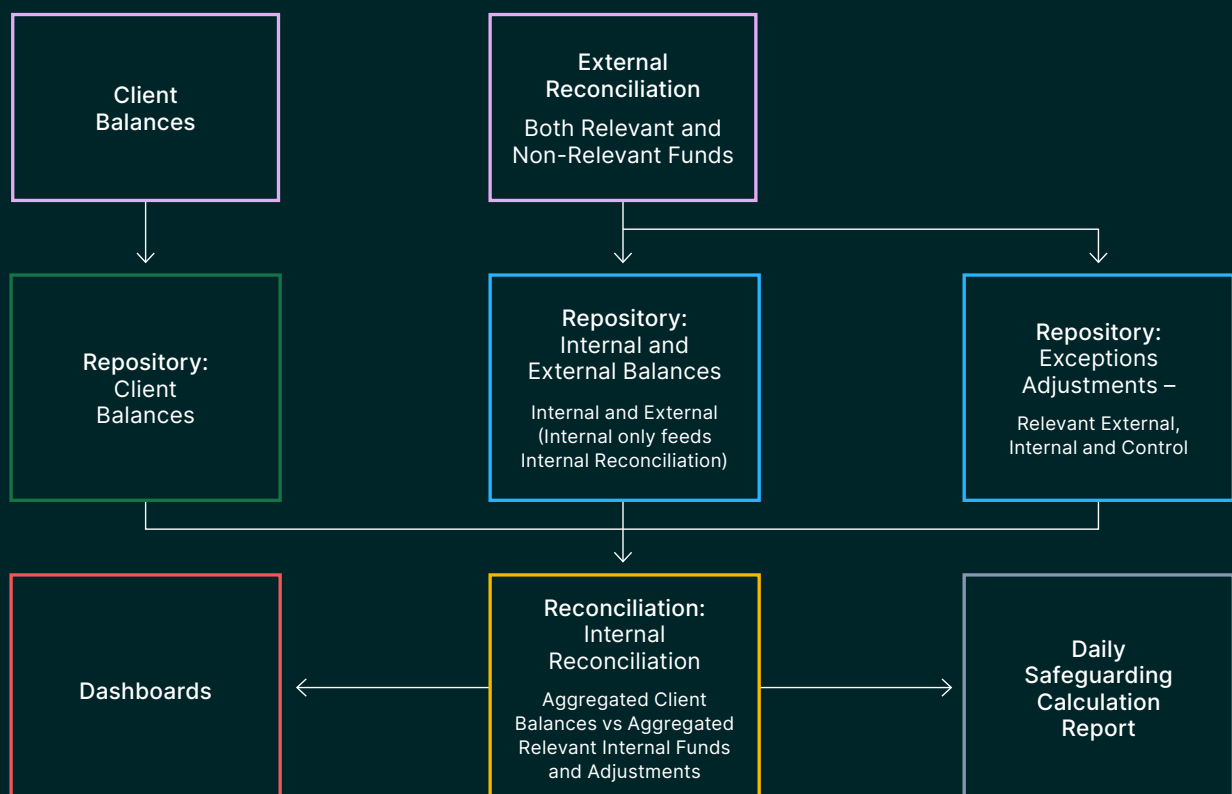 Client
Balances
External
Reconciliation
Both Relevant and
Non-Relevant Funds
Repository:
Client
Balances
Repository:
Internal and
External Balances
Internal and External
(Internal only feeds
Internal Reconciliation)
Repository:
Exceptions
Adjustments –
Relevant External,
Internal and Control
Dashboards
Reconciliation:
Internal
Reconciliation
Aggregated Client
Balances vs Aggregated
Relevant Internal Funds
and Adjustments
Daily
Safeguarding
Calculation
Report